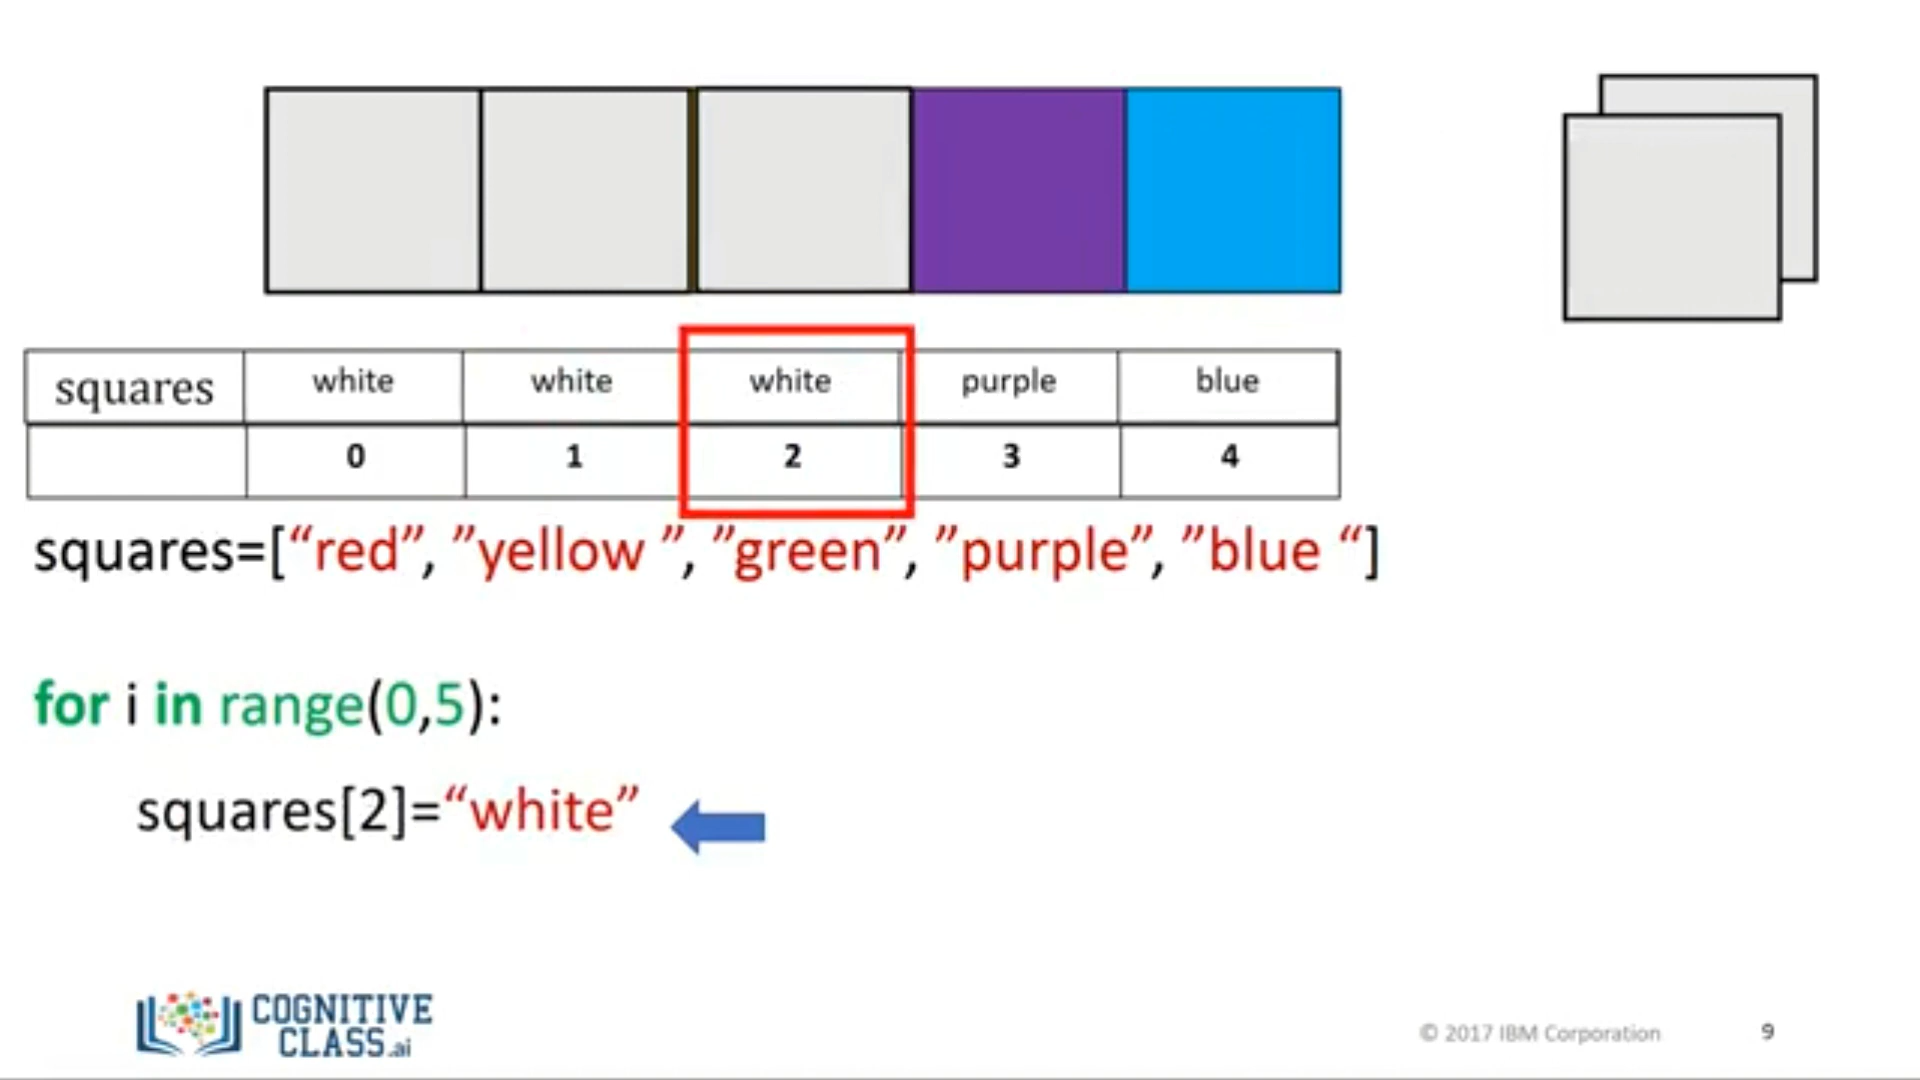 squares white white white purple blue
0 1 2 3 4
squares=[“red”, ”yellow ”, ”green”, ”purple”, ”blue “]
for i in range(0,5):
squares[2]=“white”
COGNITIVE
CLASS.ai
© 2017 IBM Corporation 9